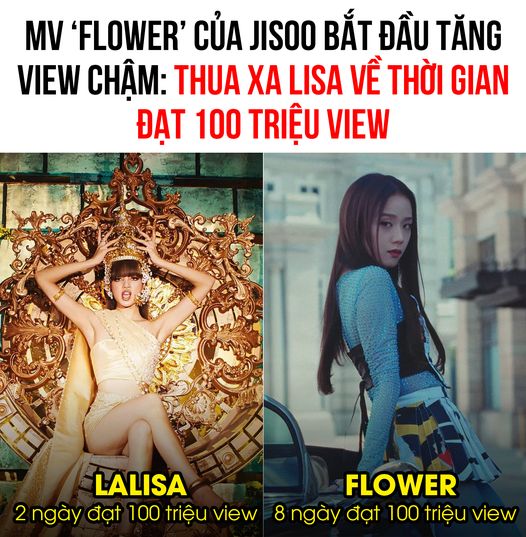 MV ‘FLOWER’ CỦA JISOO BẮT ĐẦU TĂNG
VIEW CHẬM: THUA XA LISA VỀ THỜI GIAN
ĐẠT 100 TRIỆU VIEW
LALISA
2 ngày đạt 100 triệu view
FLOWER
8 ngày đạt 100 triệu view